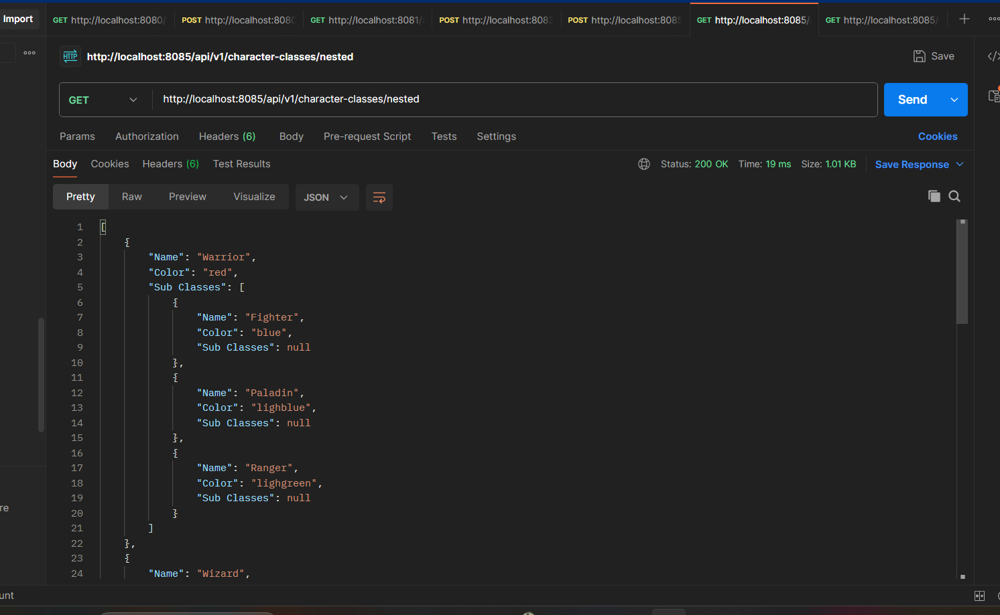 Import
GET http://localhost:8080/
POST http://localhost:808
GET http://localhost:8081/
POST http://localhost:808
POST http://localhost:808
GET http://localhost:8085/
GET http://localhost:8085/
HTTP http://localhost:8085/api/v1/character-classes/nested
Save
GET http://localhost:8085/api/v1/character-classes/nested
Send
Params Authorization Headers (6) Body Pre-request Script Tests Settings Cookies
Body Cookies Headers (6) Test Results Status: 200 OK Time: 19 ms Size: 1.01 KB Save Response
Pretty Raw Preview Visualize JSON
1 [
2 {
3 "Name": "Warrior",
4 "Color": "red",
5 "Sub Classes": [
6 {
7 "Name": "Fighter",
8 "Color": "blue",
9 "Sub Classes": null
10 },
11 {
12 "Name": "Paladin",
13 "Color": "lighblue",
14 "Sub Classes": null
15 },
16 {
17 "Name": "Ranger",
18 "Color": "lighgreen",
19 "Sub Classes": null
20 }
21 ]
22 },
23 {
24 "Name": "Wizard",
re
unt